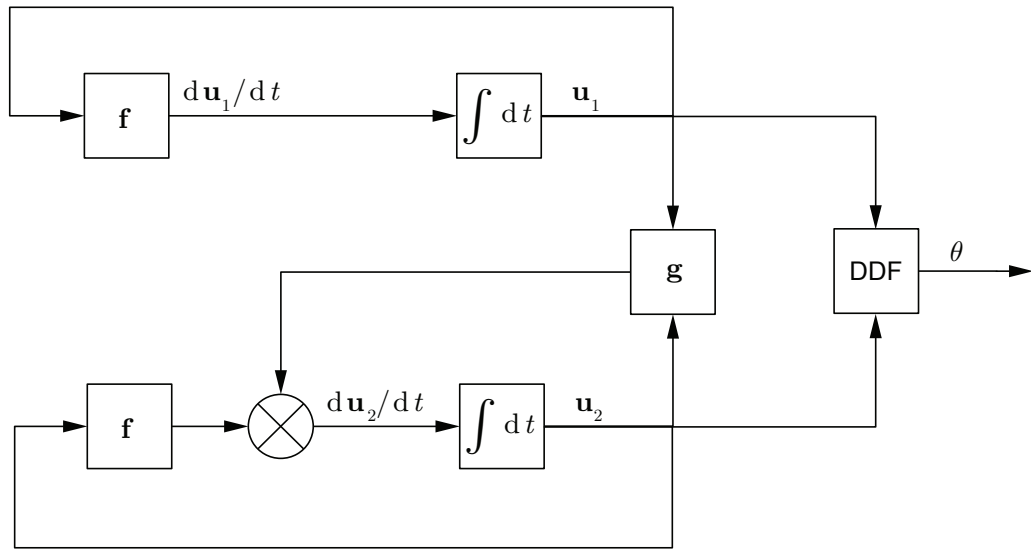 d𝐮₁/dt
𝐮₁
𝐟
∫ dt
𝐠
DDF
θ
d𝐮₂/dt
𝐮₂
𝐟
∫ dt